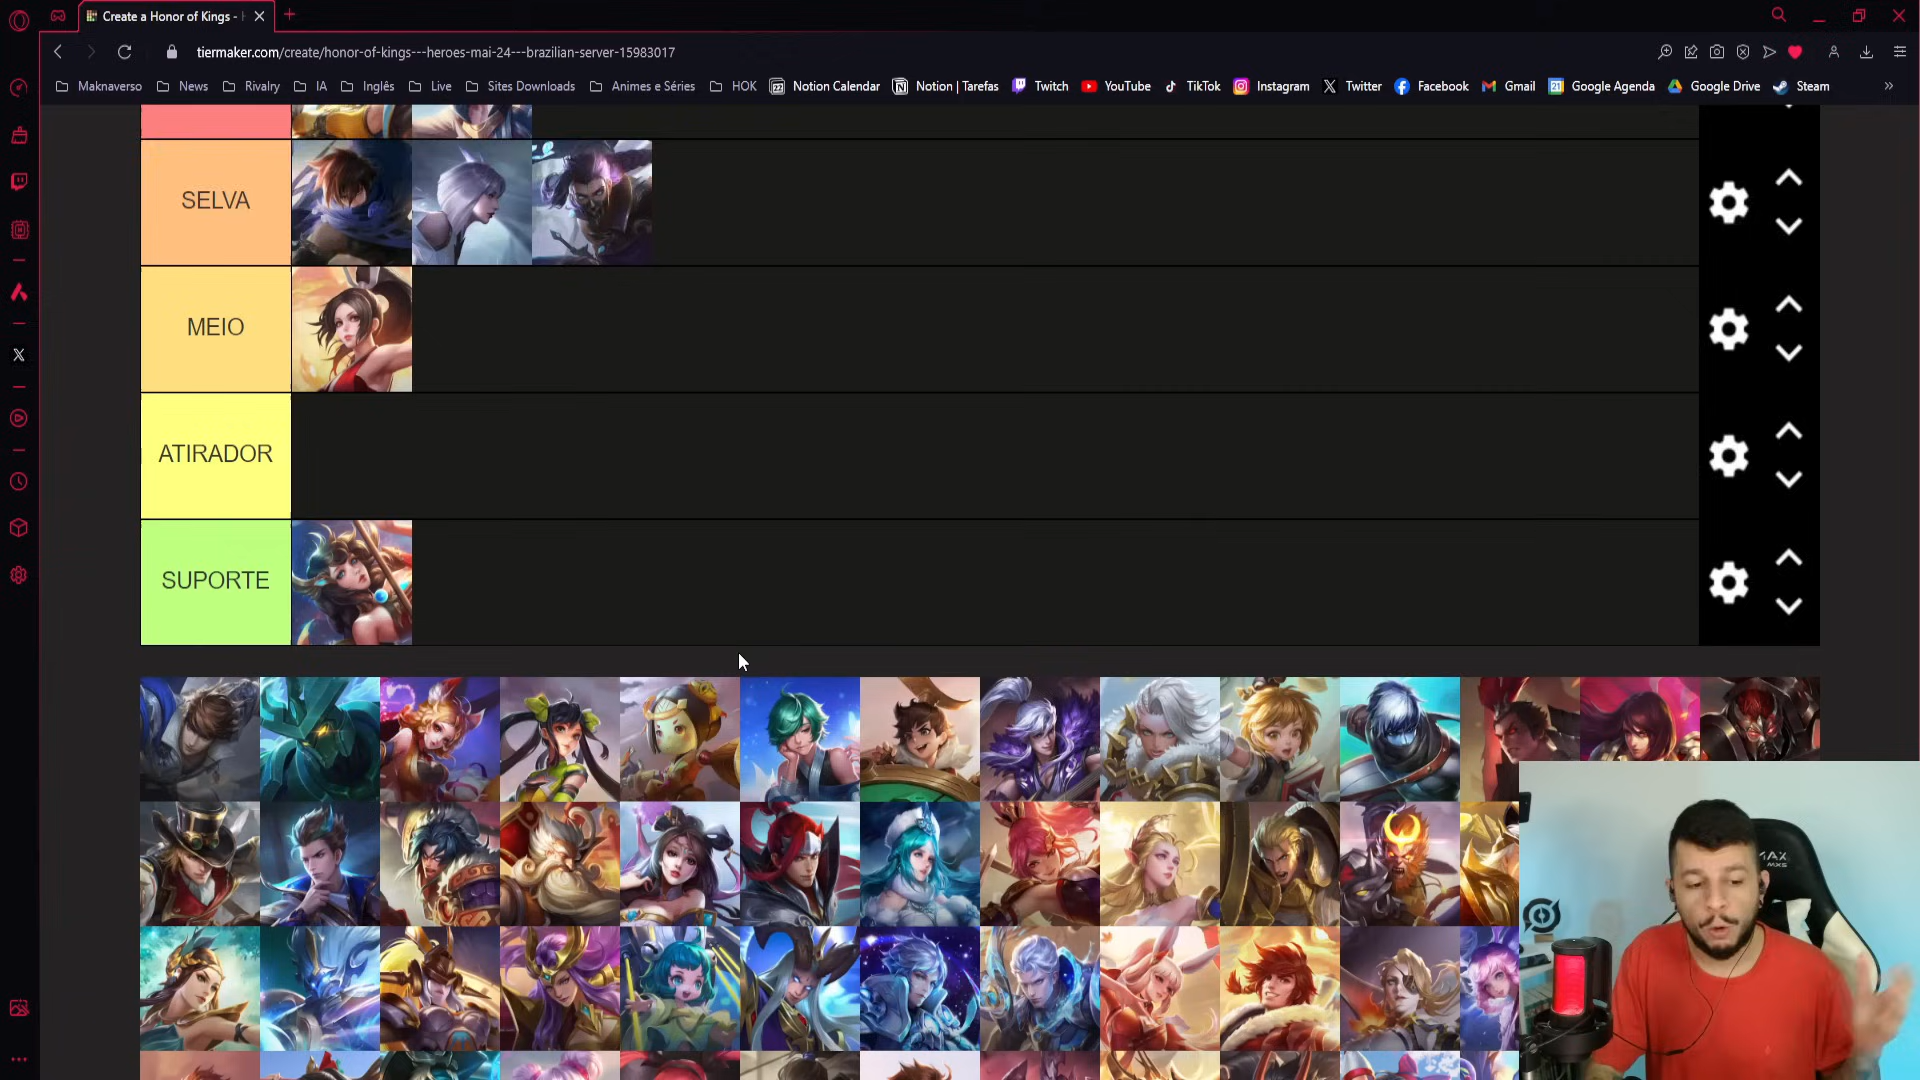 Create a Honor of Kings - H
tiermaker.com/create/honor-of-kings---heroes-mai-24---brazilian-server-15983017
Maknaverso News Rivalry IA Inglês Live Sites Downloads Animes e Séries HOK Notion Calendar Notion | Tarefas Twitch YouTube TikTok Instagram Twitter Facebook Gmail Google Agenda Google Drive Steam
SELVA
MEIO
ATIRADOR
SUPORTE